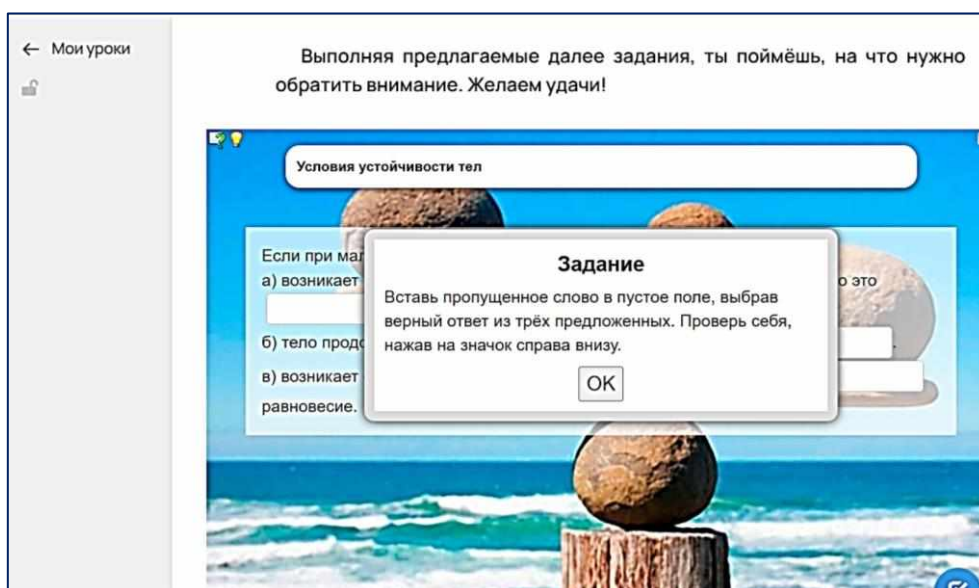 ← Мои уроки
Выполняя предлагаемые далее задания, ты поймёшь, на что нужно
обратить внимание. Желаем удачи!
Условия устойчивости тел
Если при
а) возникает
о это
б) тело
в) возникает
равновесие.
Задание
Вставь пропущенное слово в пустое поле, выбрав
верный ответ из трёх предложенных. Проверь себя,
нажав на значок справа внизу.
OK